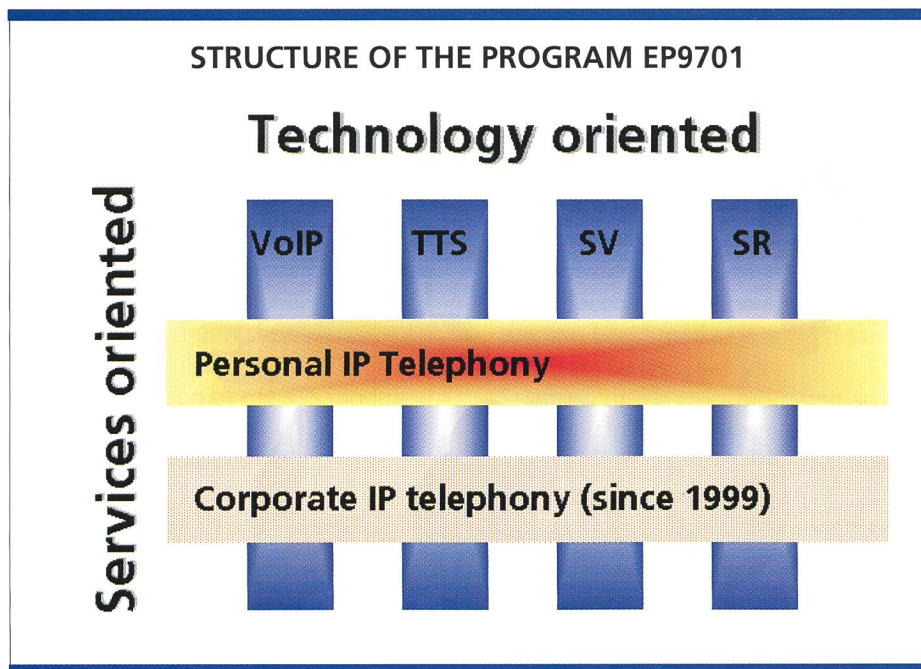 STRUCTURE OF THE PROGRAM EP9701
Technology oriented
Services oriented
VoIP TTS SV SR
Personal IP Telephony
Corporate IP telephony (since 1999)